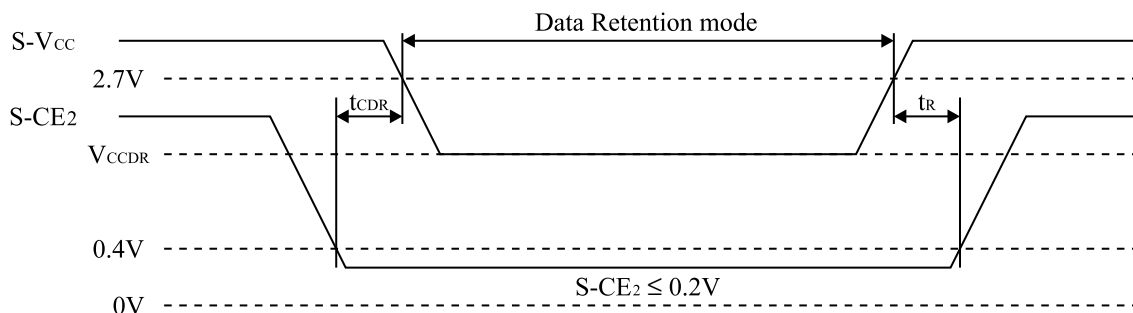 Data Retention mode
S-VCC
2.7V
tCDR
tR
S-CE2
VCCDR
0.4V
S-CE2 ≤ 0.2V
0V